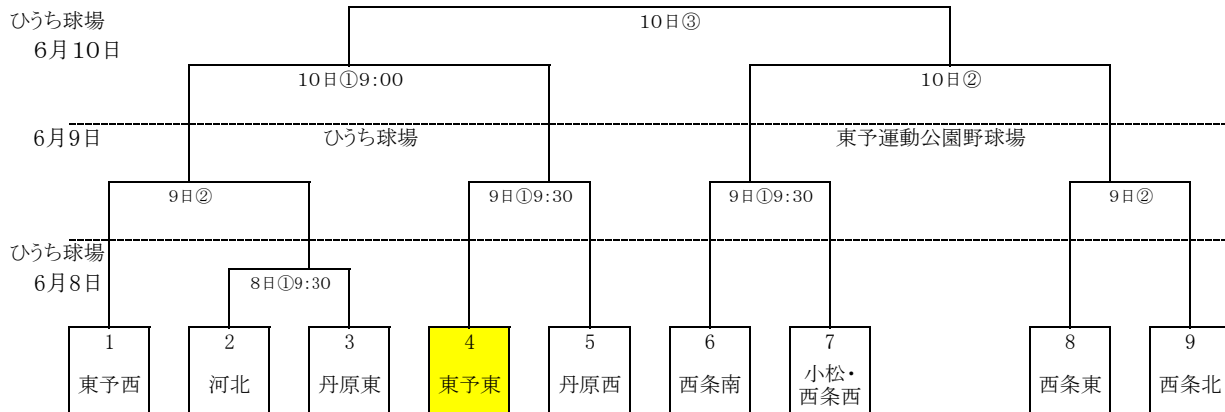 ひうち球場
10日③
6月10日
10日①9:00
10日②
6月9日
ひうち球場
東予運動公園野球場
9日②
9日①9:30
9日①9:30
9日②
ひうち球場
6月8日
8日①9:30
1
東予西
2
河北
3
丹原東
4
東予東
5
丹原西
6
西条南
7
小松・
西条西
8
西条東
9
西条北